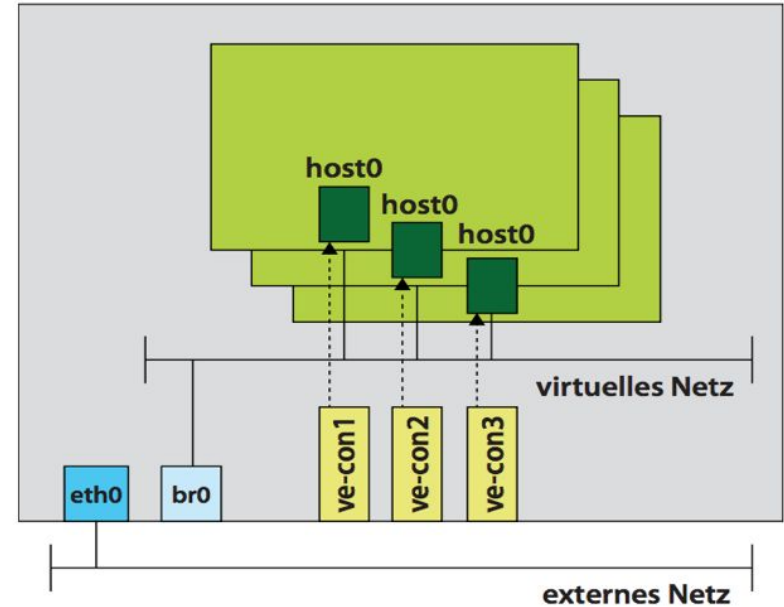 host0
host0
host0
virtuelles Netz
ve-con1
ve-con2
ve-con3
eth0
br0
externes Netz